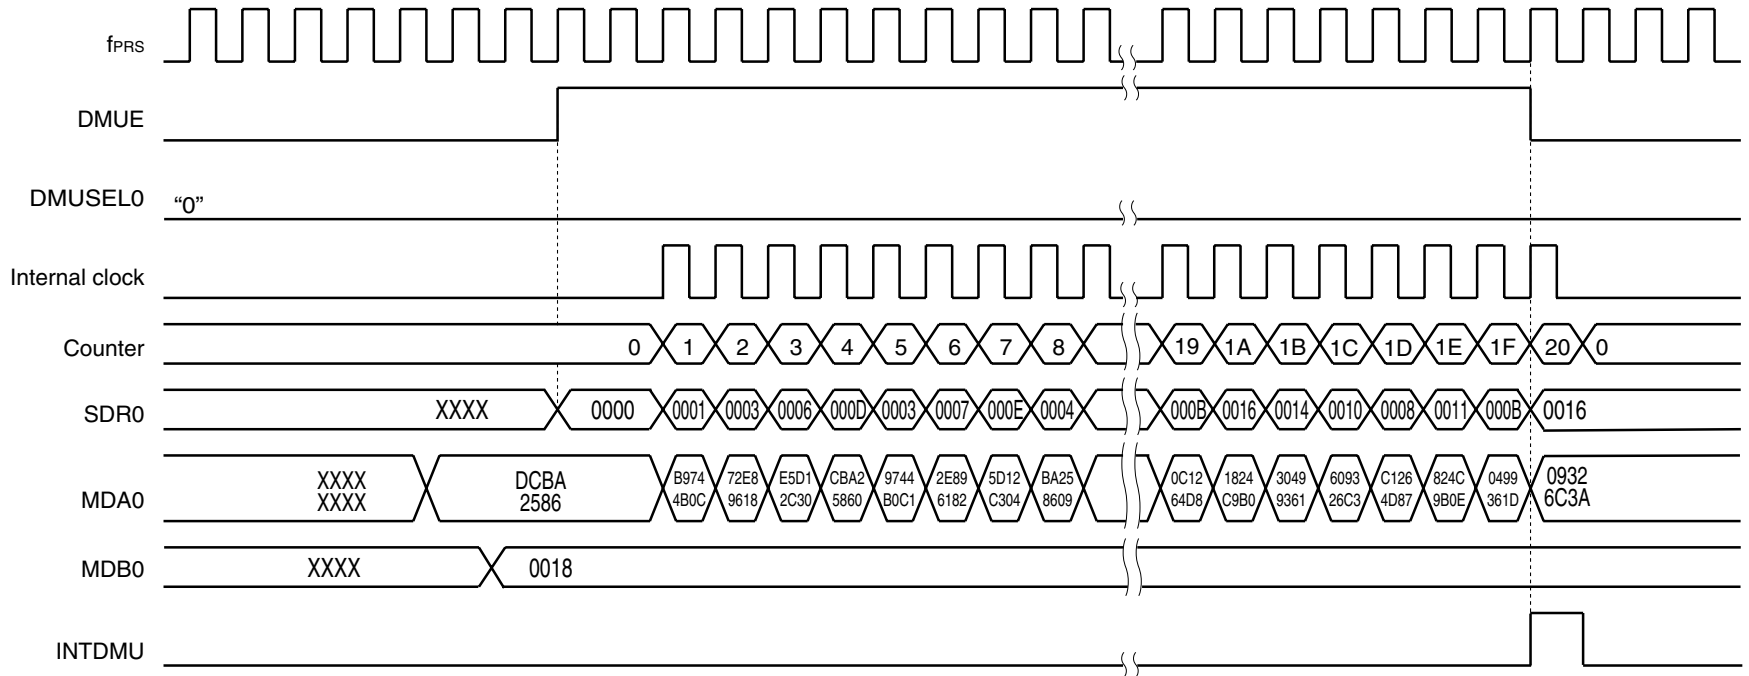 fPRS
DMUE
DMUSEL0 “0”
Internal clock
Counter 0 1 2 3 4 5 6 7 8 19 1A 1B 1C 1D 1E 1F 20 0
SDR0 XXXX 0000 0001 0003 0006 000D 0003 0007 000E 0004 000B 0016 0014 0010 0008 0011 000B 0016
XXXX DCBA B974 72E8 E5D1 CBA2 9744 2E89 5D12 BA25 0C12 1824 3049 6093 C126 824C 0499 0932
MDA0 XXXX 2586 4B0C 9618 2C30 5860 B0C1 6182 C304 8609 64D8 C9B0 9361 26C3 4D87 9B0E 361D 6C3A
MDB0 XXXX 0018
INTDMU